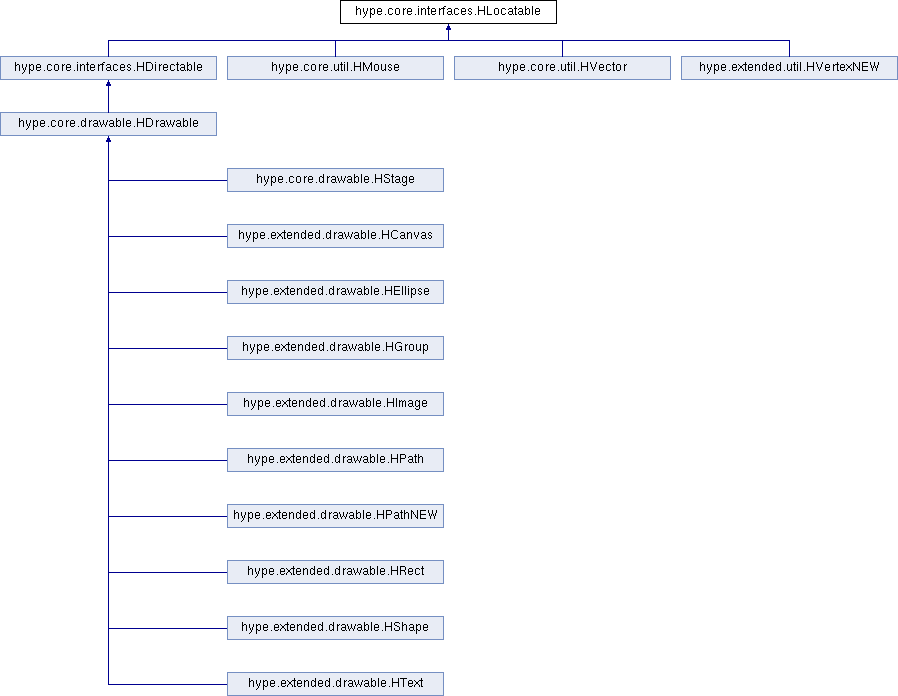 hype.core.interfaces.HLocatable
hype.core.interfaces.HDirectable
hype.core.util.HMouse
hype.core.util.HVector
hype.extended.util.HVertexNEW
hype.core.drawable.HDrawable
hype.core.drawable.HStage
hype.extended.drawable.HCanvas
hype.extended.drawable.HEllipse
hype.extended.drawable.HGroup
hype.extended.drawable.HImage
hype.extended.drawable.HPath
hype.extended.drawable.HPathNEW
hype.extended.drawable.HRect
hype.extended.drawable.HShape
hype.extended.drawable.HText